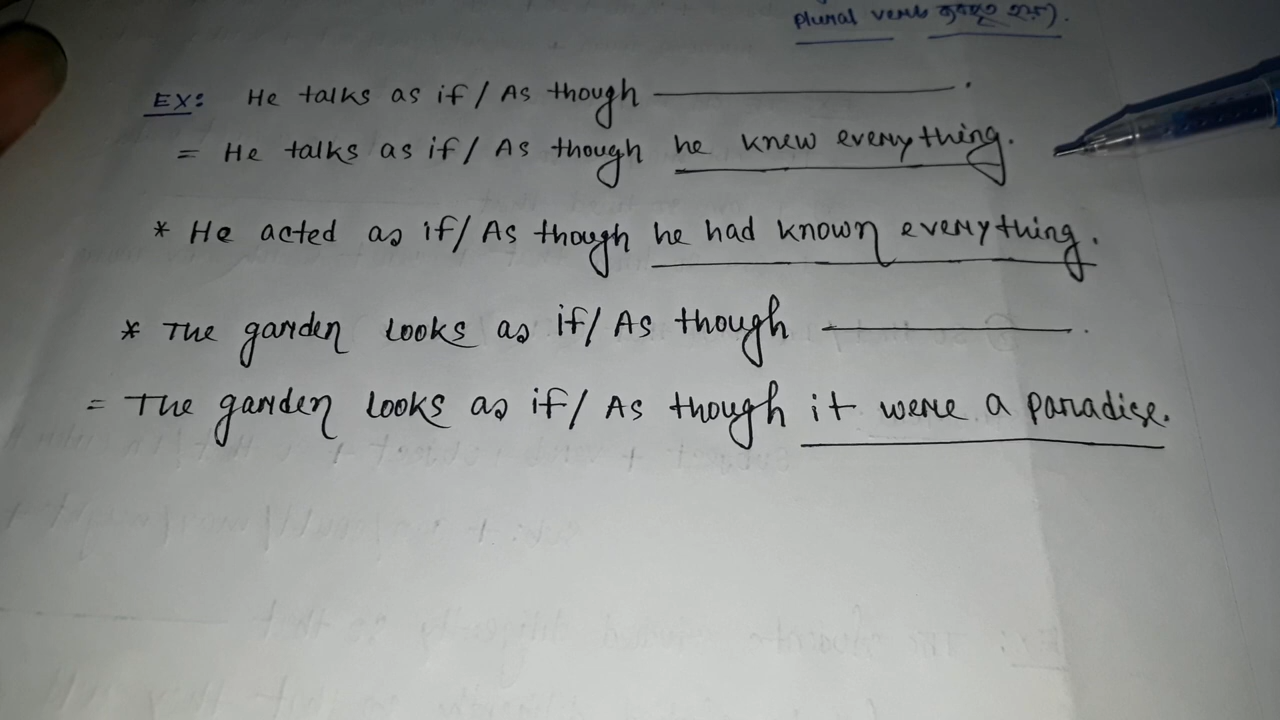 Plural verb করতে হয়).
EX: He talks as if / As though ———.
= He talks as if / As though he knew everything.
* He acted as if / As though he had known everything.
* The garden looks as if / As though ———.
= The garden looks as if / As though it were a paradise.